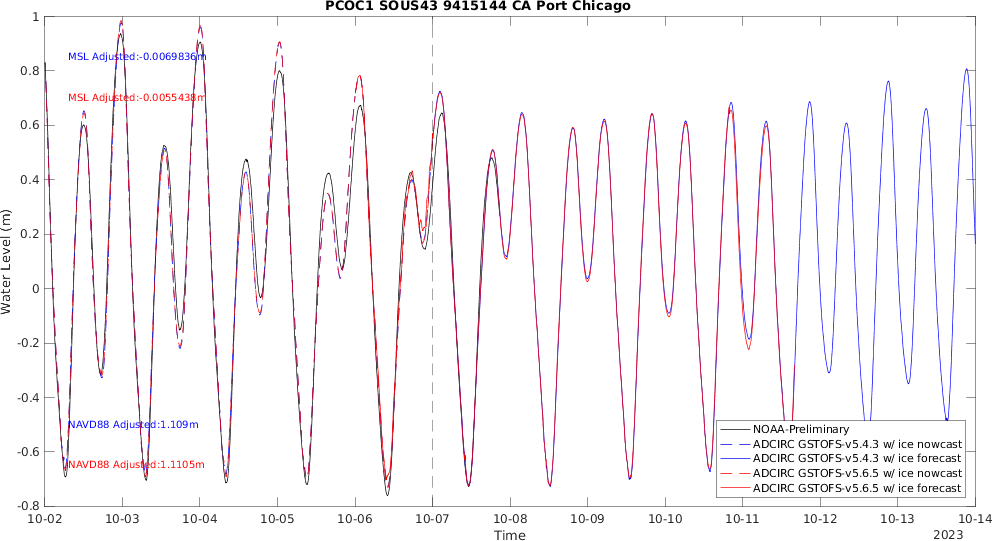 PCOC1 SOUS43 9415144 CA Port Chicago
Water Level (m)
1
0.8
0.6
0.4
0.2
0
-0.2
-0.4
-0.6
-0.8
MSL Adjusted:-0.0069836m
MSL Adjusted:-0.0055438m
NAVD88 Adjusted:1.109m
NAVD88 Adjusted:1.1105m
NOAA-Preliminary
ADCIRC GSTOFS-v5.4.3 w/ ice nowcast
ADCIRC GSTOFS-v5.4.3 w/ ice forecast
ADCIRC GSTOFS-v5.6.5 w/ ice nowcast
ADCIRC GSTOFS-v5.6.5 w/ ice forecast
10-02 10-03 10-04 10-05 10-06 10-07 10-08 10-09 10-10 10-11 10-12 10-13 10-14
Time
2023